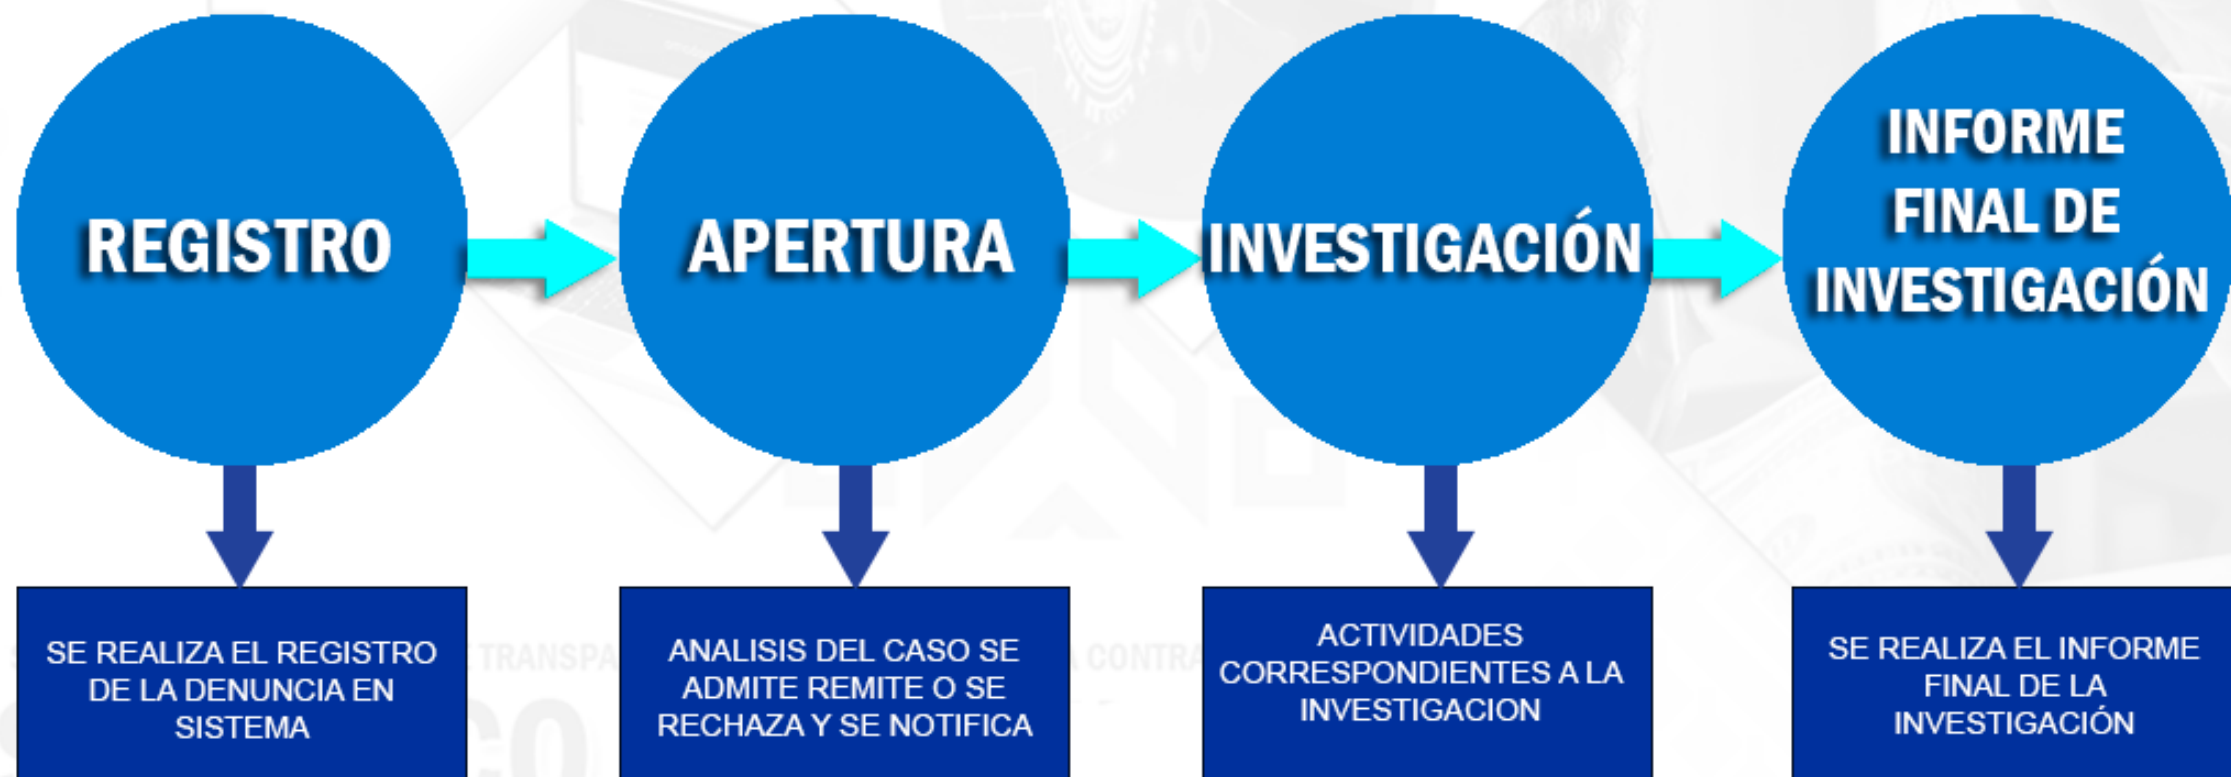 REGISTRO
APERTURA
INVESTIGACIÓN
INFORME
FINAL DE
INVESTIGACIÓN
SE REALIZA EL REGISTRO
DE LA DENUNCIA EN
SISTEMA
ANALISIS DEL CASO SE
ADMITE REMITE O SE
RECHAZA Y SE NOTIFICA
ACTIVIDADES
CORRESPONDIENTES A LA
INVESTIGACION
SE REALIZA EL INFORME
FINAL DE LA
INVESTIGACIÓN